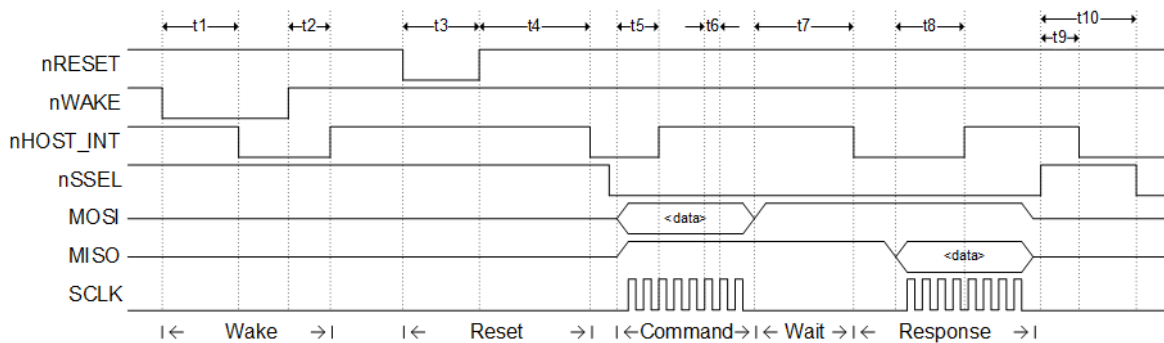 t1 t2 t3 t4 t5 t6 t7 t8 t10
t9
nRESET
nWAKE
nHOST_INT
nSSEL
MOSI <data>
MISO <data>
SCLK
Wake Reset Command Wait Response